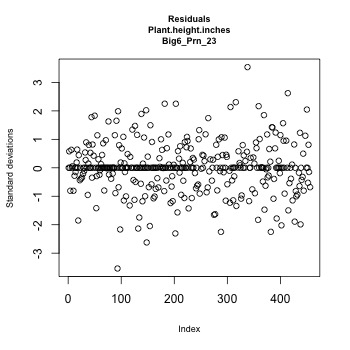 Residuals
Plant.height.inches
Big6_Prn_23
Standard deviations
3
2
1
0
-1
-2
-3
0
100
200
300
400
Index